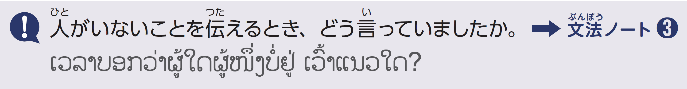 ! 人がいないことを伝えるとき、どう言っていましたか。 ➡ 文法ノート ❸
ເວລາບອກວ່າຜູ້ໃດຜູ້ໜຶ່ງບໍ່ຢູ່ ເວົ້າແນວໃດ?